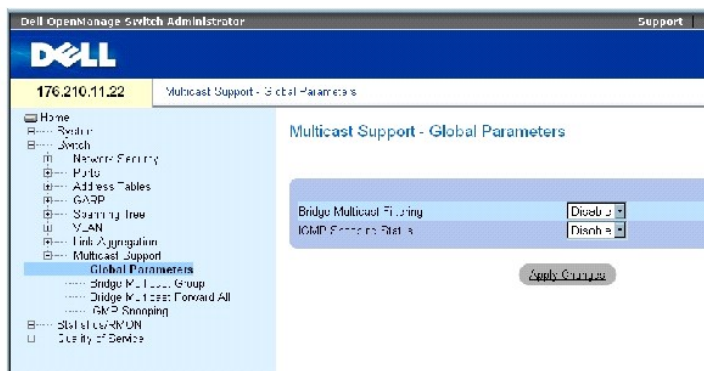 Dell OpenManage Switch Administrator
Support
DELL
176.210.11.22
Multicast Support - Global Parameters
Home
System
Switch
Network Security
Ports
Address Tables
GARP
Spanning Tree
VLAN
Link Aggregation
Multicast Support
Global Parameters
Bridge Multicast Group
Bridge Multicast Forward All
IGMP Snooping
Statistics/RMON
Quality of Service
Multicast Support - Global Parameters
Bridge Multicast Filtering
Disable
IGMP Snooping Status
Disable
Apply Changes